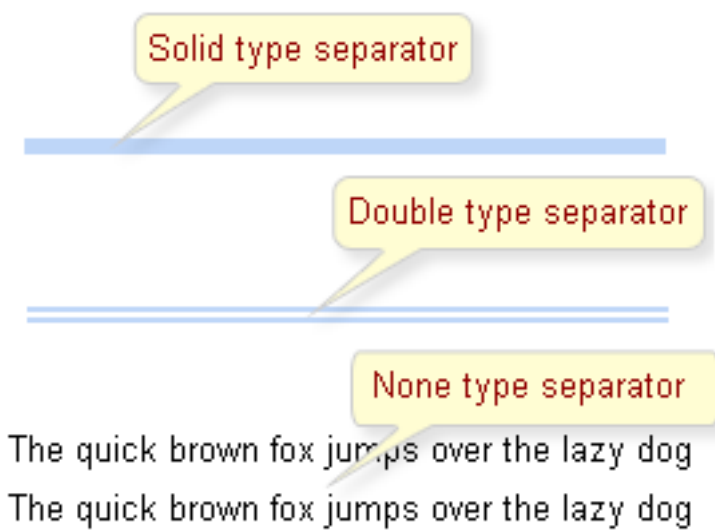 Solid type separator
Double type separator
None type separator
The quick brown fox jumps over the lazy dog
The quick brown fox jumps over the lazy dog